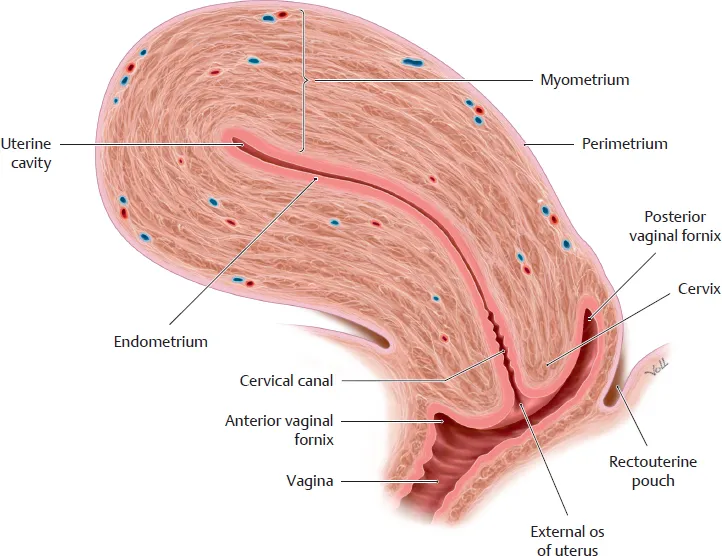 Myometrium
Uterine
cavity
Perimetrium
Posterior
vaginal fornix
Cervix
Endometrium
Cervical canal
Anterior vaginal
fornix
Vagina
Rectouterine
pouch
External os
of uterus
Voll